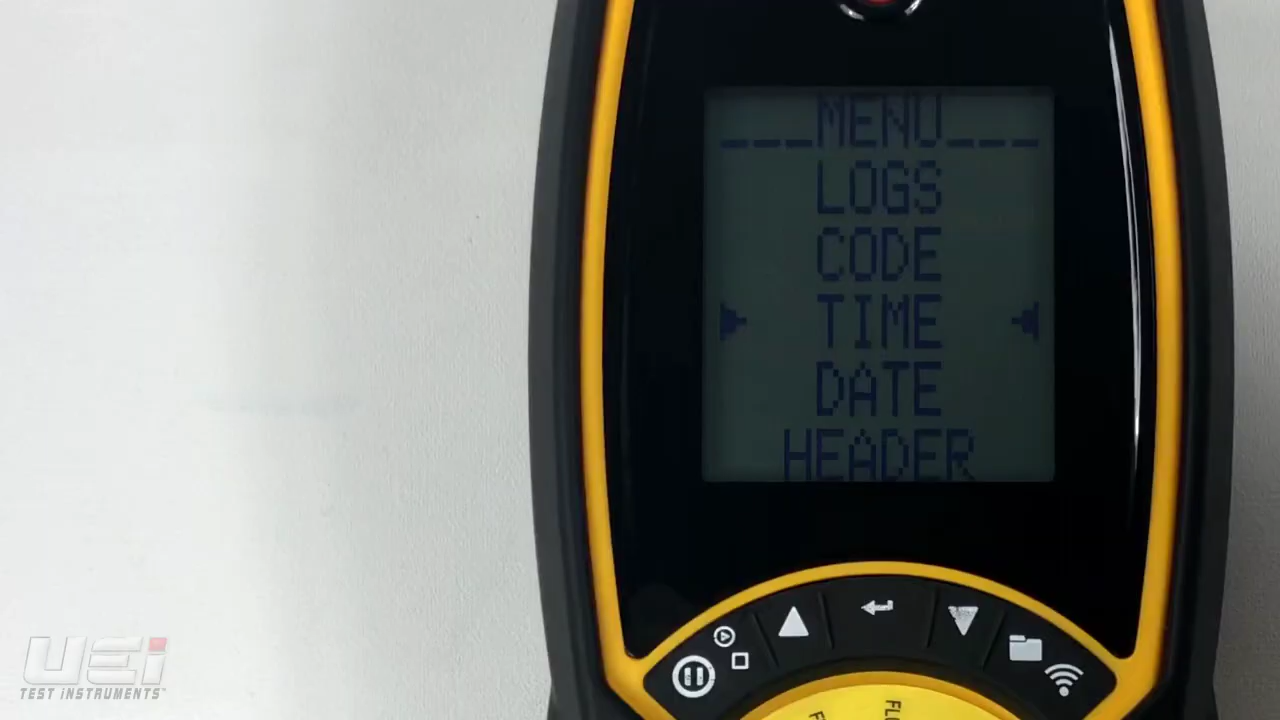 MENU
LOGS
CODE
TIME
DATE
HEADER
UEi
TEST INSTRUMENTS